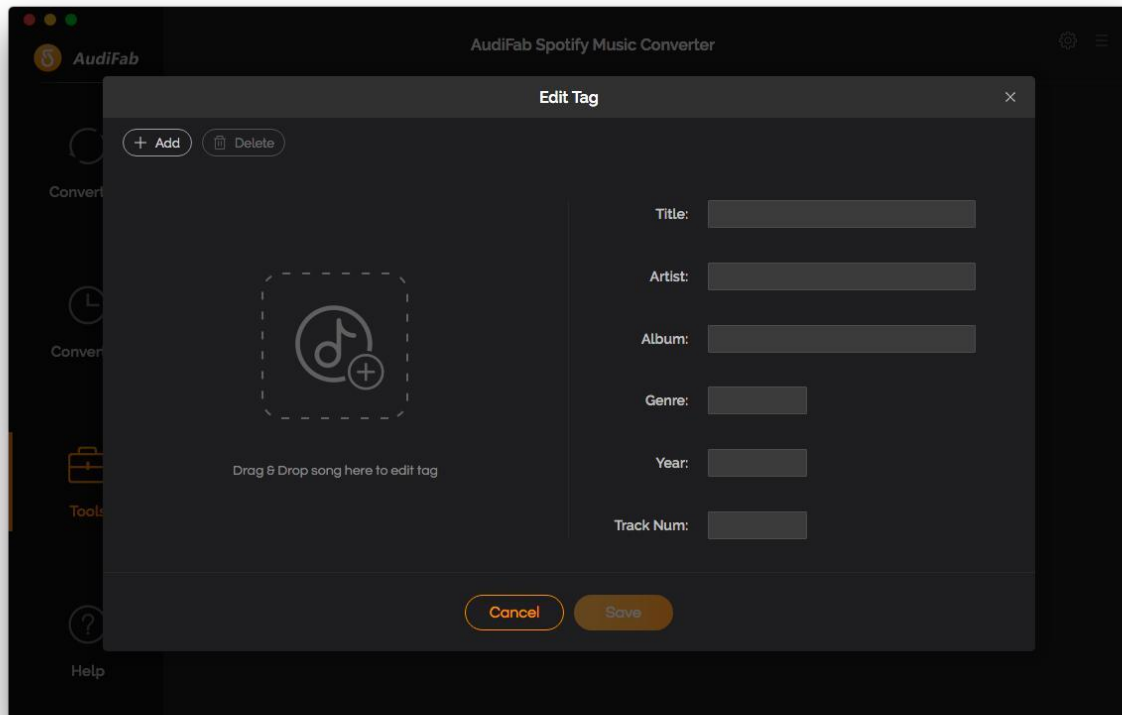 AudiFab
AudiFab Spotify Music Converter
Edit Tag
Add
Delete
Convert
Conver
Tools
Help
Drag & Drop song here to edit tag
Title:
Artist:
Album:
Genre:
Year:
Track Num:
Cancel
Save